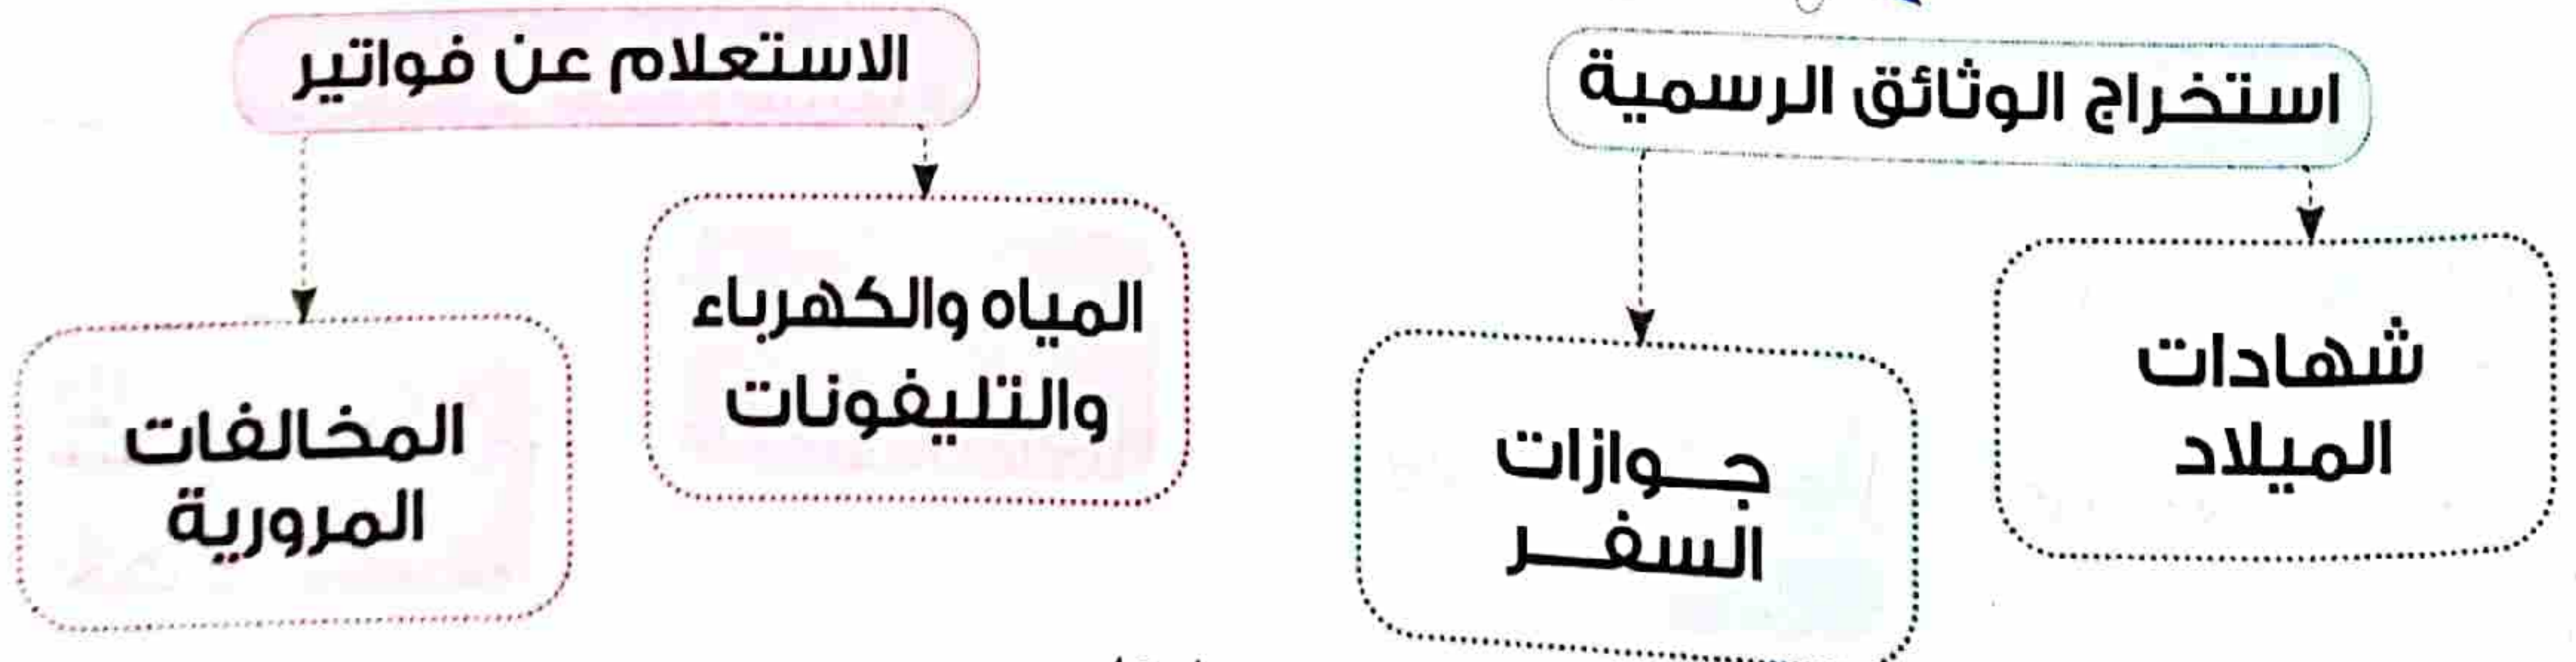 استخراج الوثائق الرسمية
شهادات
الميلاد
جوازات
السفر
الاستعلام عن فواتير
المياه والكهرباء
والتليفونات
المخالفات
المرورية